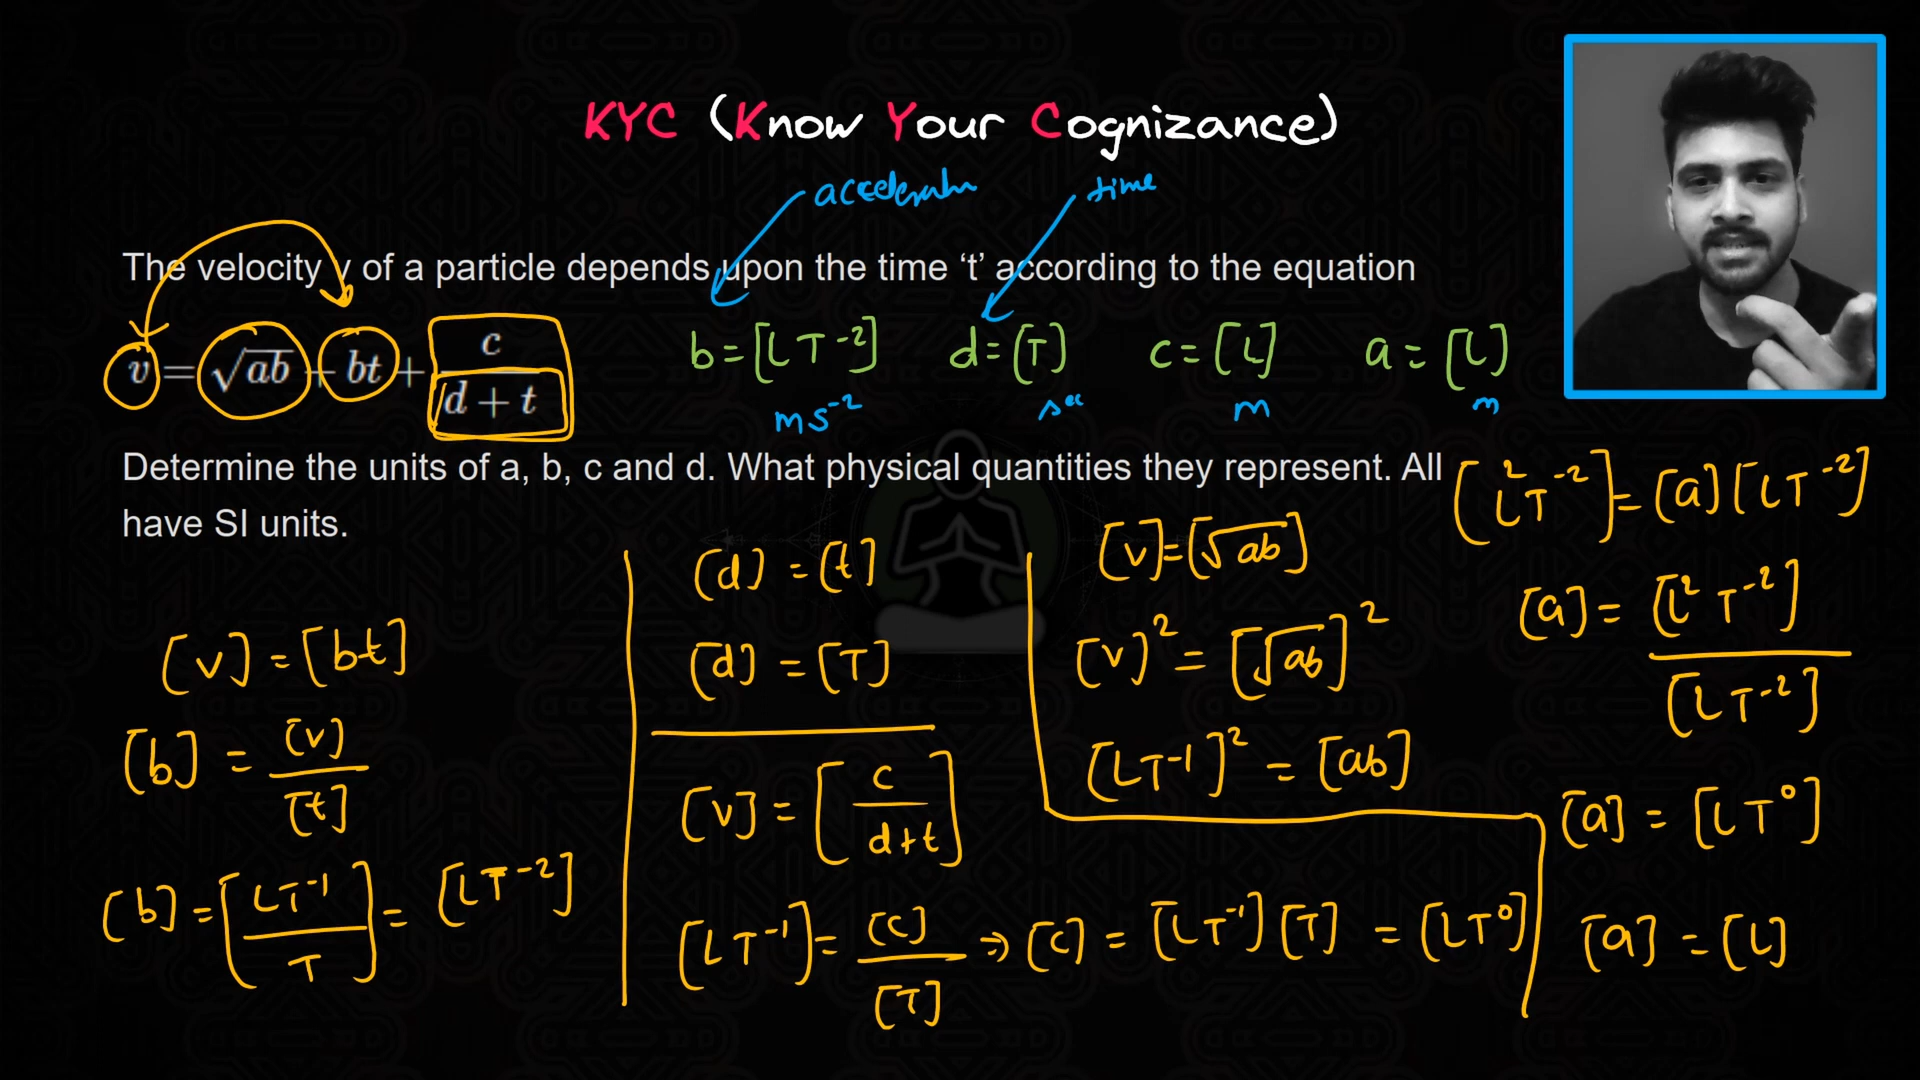 KYC (Know Your Cognizance)
acceleratn
time
The velocity v of a particle depends upon the time ‘t’ according to the equation
v = √ab + bt + c/(d + t)
b = [LT⁻²] d = [T] c = [L] a = [L]
ms⁻² sec m m
Determine the units of a, b, c and d. What physical quantities they represent. All
have SI units.
[v] = [bt]
[b] = [v]/[t]
[b] = [LT⁻¹/T] = [LT⁻²]
[d] = [t]
[d] = [T]
[v] = [c/d+t]
[LT⁻¹] = [c]/[T] ⇒ [c] = [LT⁻¹][T] = [LT⁰]
[v] = [√ab]
[v]² = [√ab]²
[LT⁻¹]² = [ab]
[L²T⁻²] = [a][LT⁻²]
[a] = [L²T⁻²]/[LT⁻²]
[a] = [LT⁰]
[a] = [L]